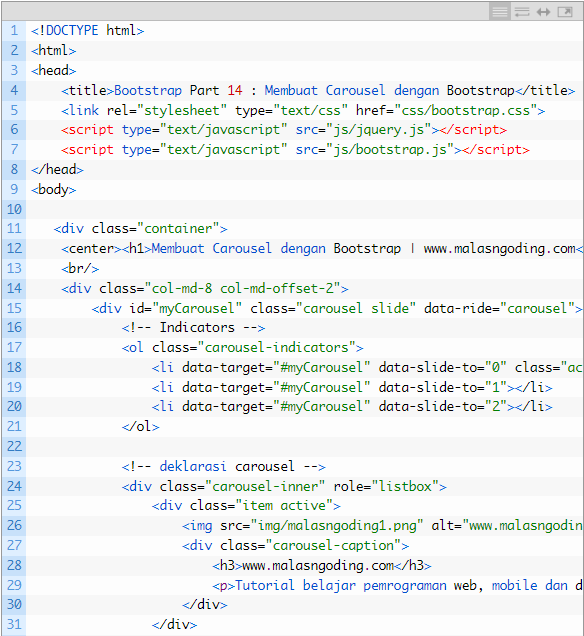 1 <!DOCTYPE html>
2 <html>
3 <head>
4 <title>Bootstrap Part 14 : Membuat Carousel dengan Bootstrap</title>
5 <link rel="stylesheet" type="text/css" href="css/bootstrap.css">
6 <script type="text/javascript" src="js/jquery.js"></script>
7 <script type="text/javascript" src="js/bootstrap.js"></script>
8 </head>
9 <body>
10
11 <div class="container">
12 <center><h1>Membuat Carousel dengan Bootstrap | www.malasngoding.com<
13 <br/>
14 <div class="col-md-8 col-md-offset-2">
15 <div id="myCarousel" class="carousel slide" data-ride="carousel">
16 <!-- Indicators -->
17 <ol class="carousel-indicators">
18 <li data-target="#myCarousel" data-slide-to="0" class="ac
19 <li data-target="#myCarousel" data-slide-to="1"></li>
20 <li data-target="#myCarousel" data-slide-to="2"></li>
21 </ol>
22
23 <!-- deklarasi carousel -->
24 <div class="carousel-inner" role="listbox">
25 <div class="item active">
26 <img src="img/malasngoding1.png" alt="www.malasngodin
27 <div class="carousel-caption">
28 <h3>www.malasngoding.com</h3>
29 <p>Tutorial belajar pemrograman web, mobile dan d
30 </div>
31 </div>